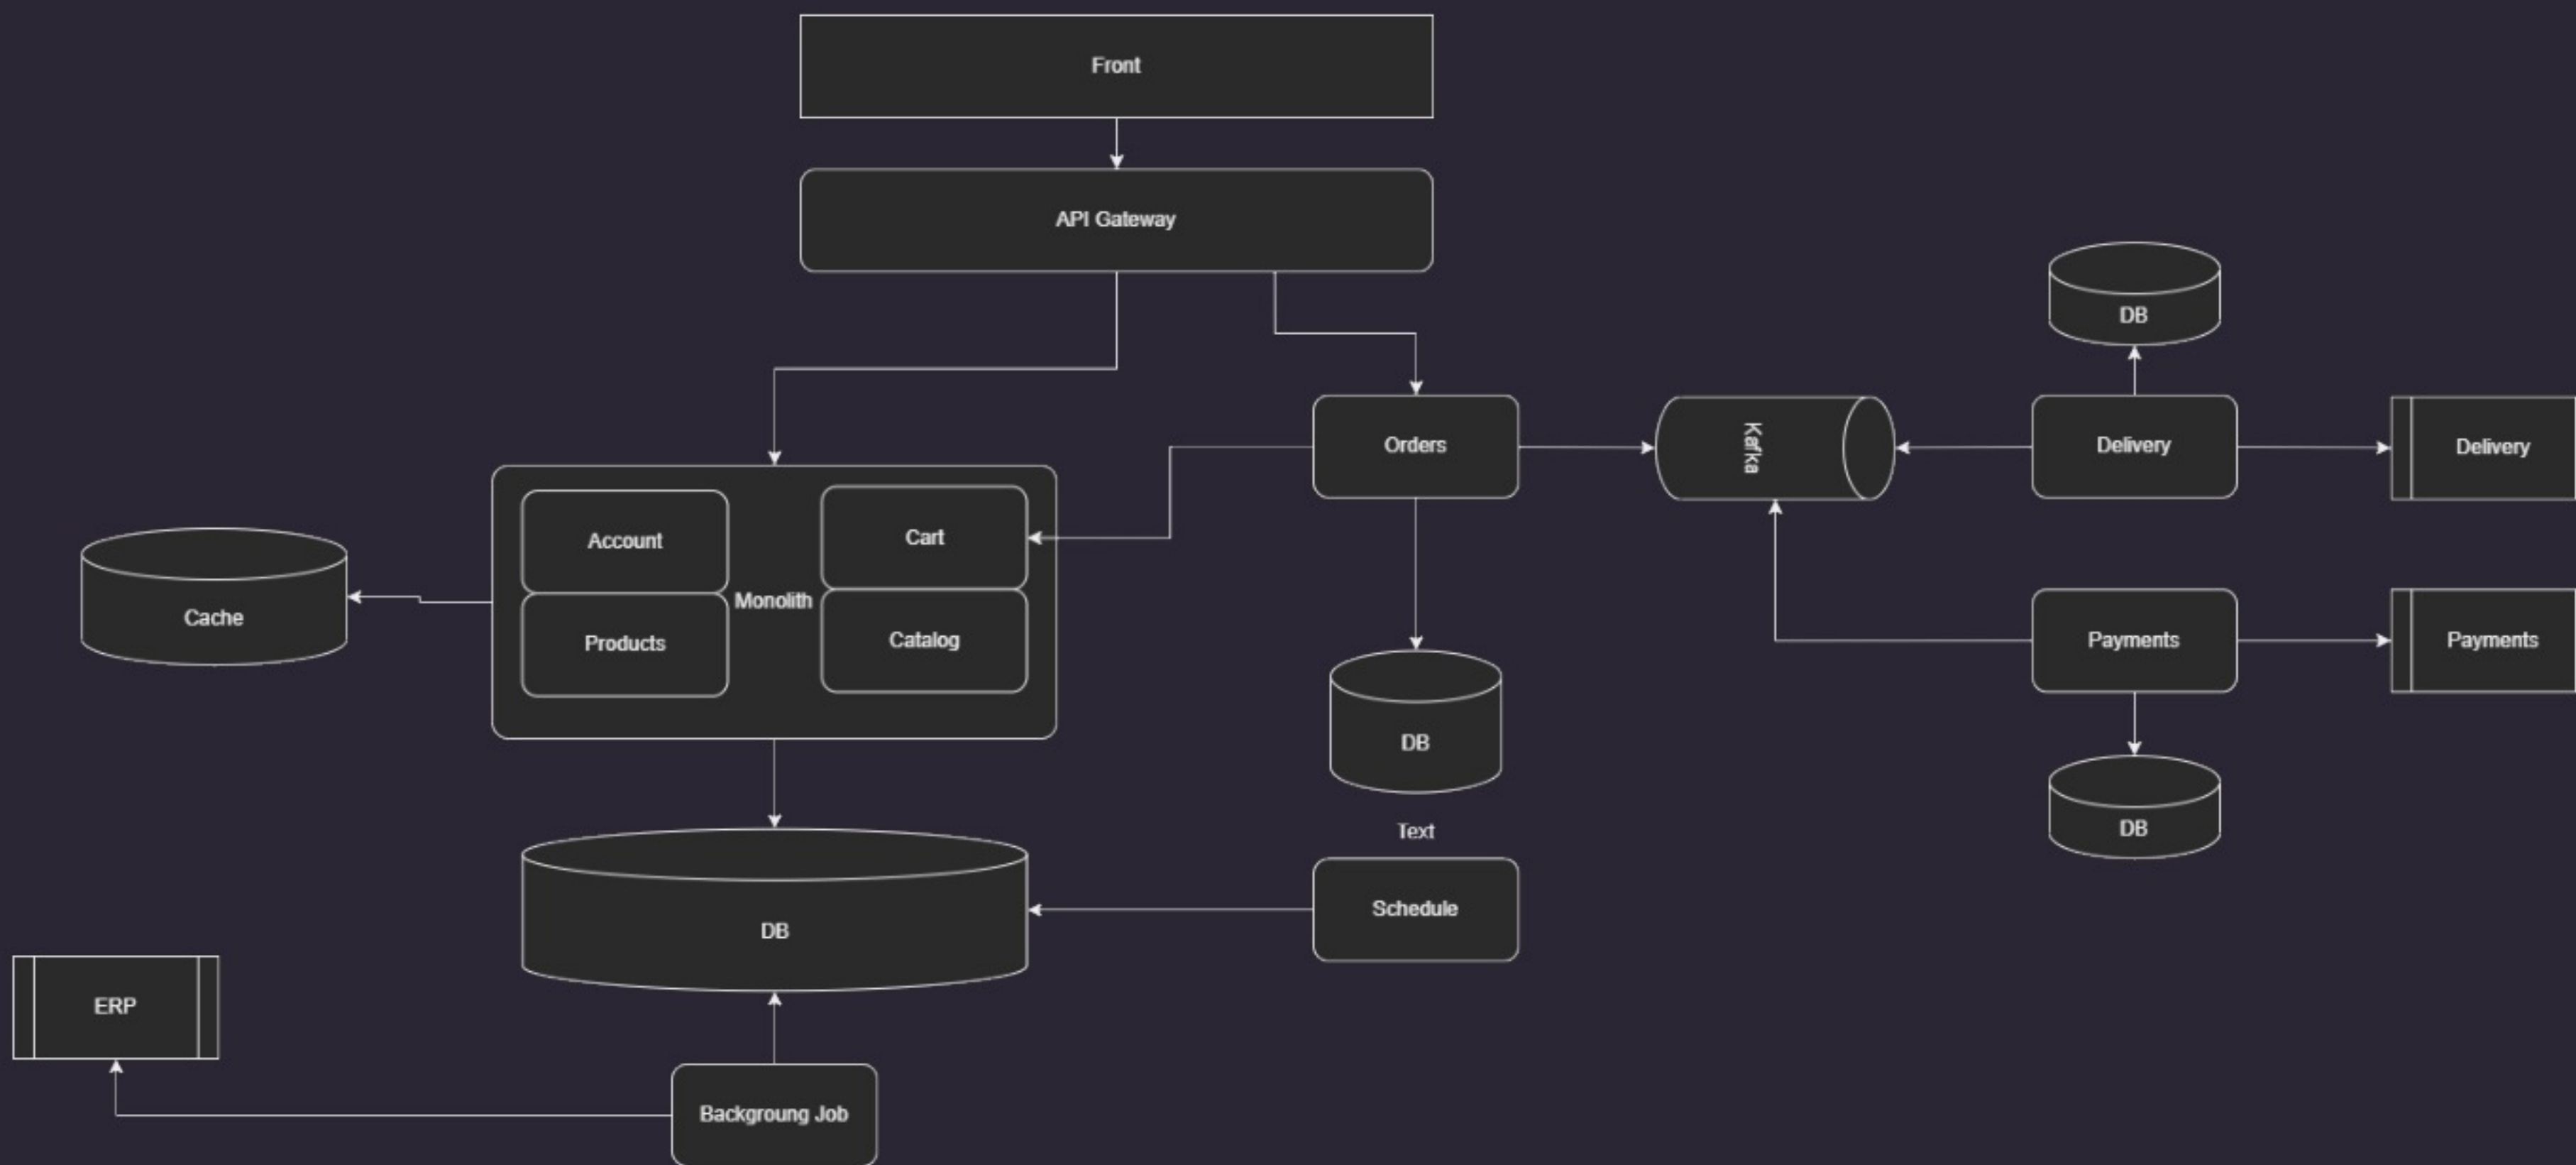 Front
API Gateway
DB
Orders
Kafka
Delivery
Delivery
Account
Cart
Monolith
Products
Catalog
Cache
Payments
Payments
DB
DB
Text
DB
Schedule
ERP
Backgroung Job
DB